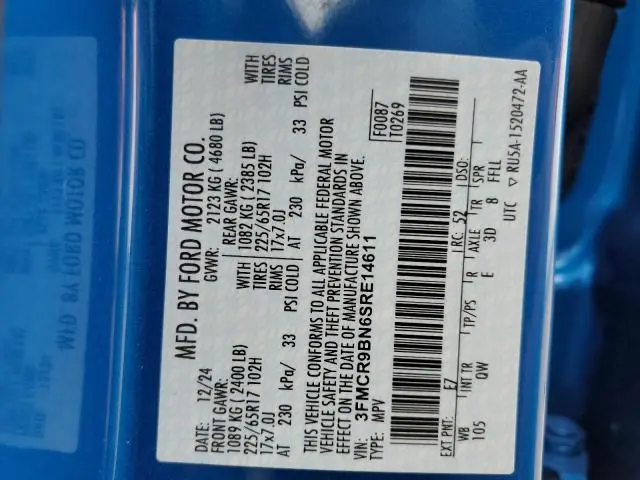 MFD. BY FORD MOTOR CO.
DATE: 12/24 GVWR: 2123 KG ( 4680 LB)
FRONT GAWR: REAR GAWR:
1089 KG ( 2400 LB) 1082 KG ( 2385 LB) WITH
225/65R17 102H TIRES 225/65R17 102H TIRES
17x7.0J RIMS 17x7.0J RIMS
AT 230 kPa/ 33 PSI COLD AT 230 kPa/ 33 PSI COLD
THIS VEHICLE CONFORMS TO ALL APPLICABLE FEDERAL MOTOR
VEHICLE SAFETY AND THEFT PREVENTION STANDARDS IN
EFFECT ON THE DATE OF MANUFACTURE SHOWN ABOVE.
VIN: 3FMCR9BN6SRE14611 F0087
TYPE: MPV T0269
EXT PNT: E7 RC: 52 DSO:
WB INT TR TP/PS R AXLE TR SPR
105 QW E 3D 8 FFLL
UTC ▽ RU5A-1520472-AA